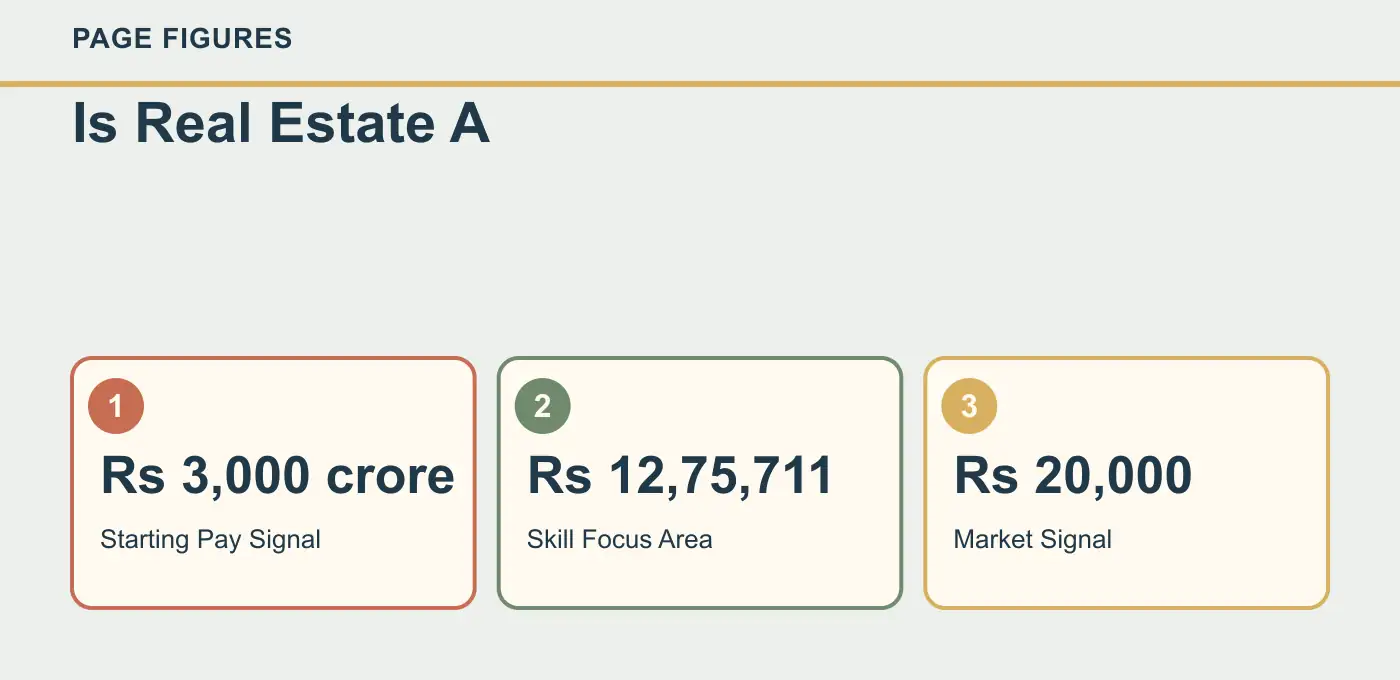 PAGE FIGURES
Is Real Estate A
1
Rs 3,000 crore
Starting Pay Signal
2
Rs 12,75,711
Skill Focus Area
3
Rs 20,000
Market Signal